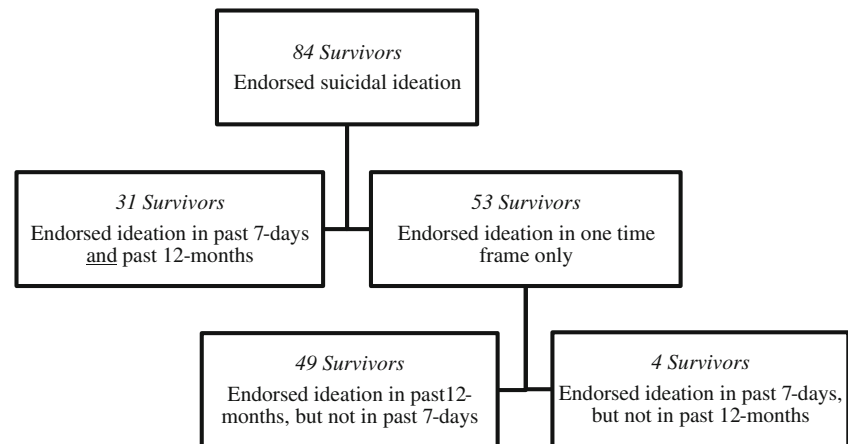 84 Survivors
Endorsed suicidal ideation
31 Survivors
Endorsed ideation in past 7-days
and past 12-months
53 Survivors
Endorsed ideation in one time
frame only
49 Survivors
Endorsed ideation in past12-
months, but not in past 7-days
4 Survivors
Endorsed ideation in past 7-days,
but not in past 12-months